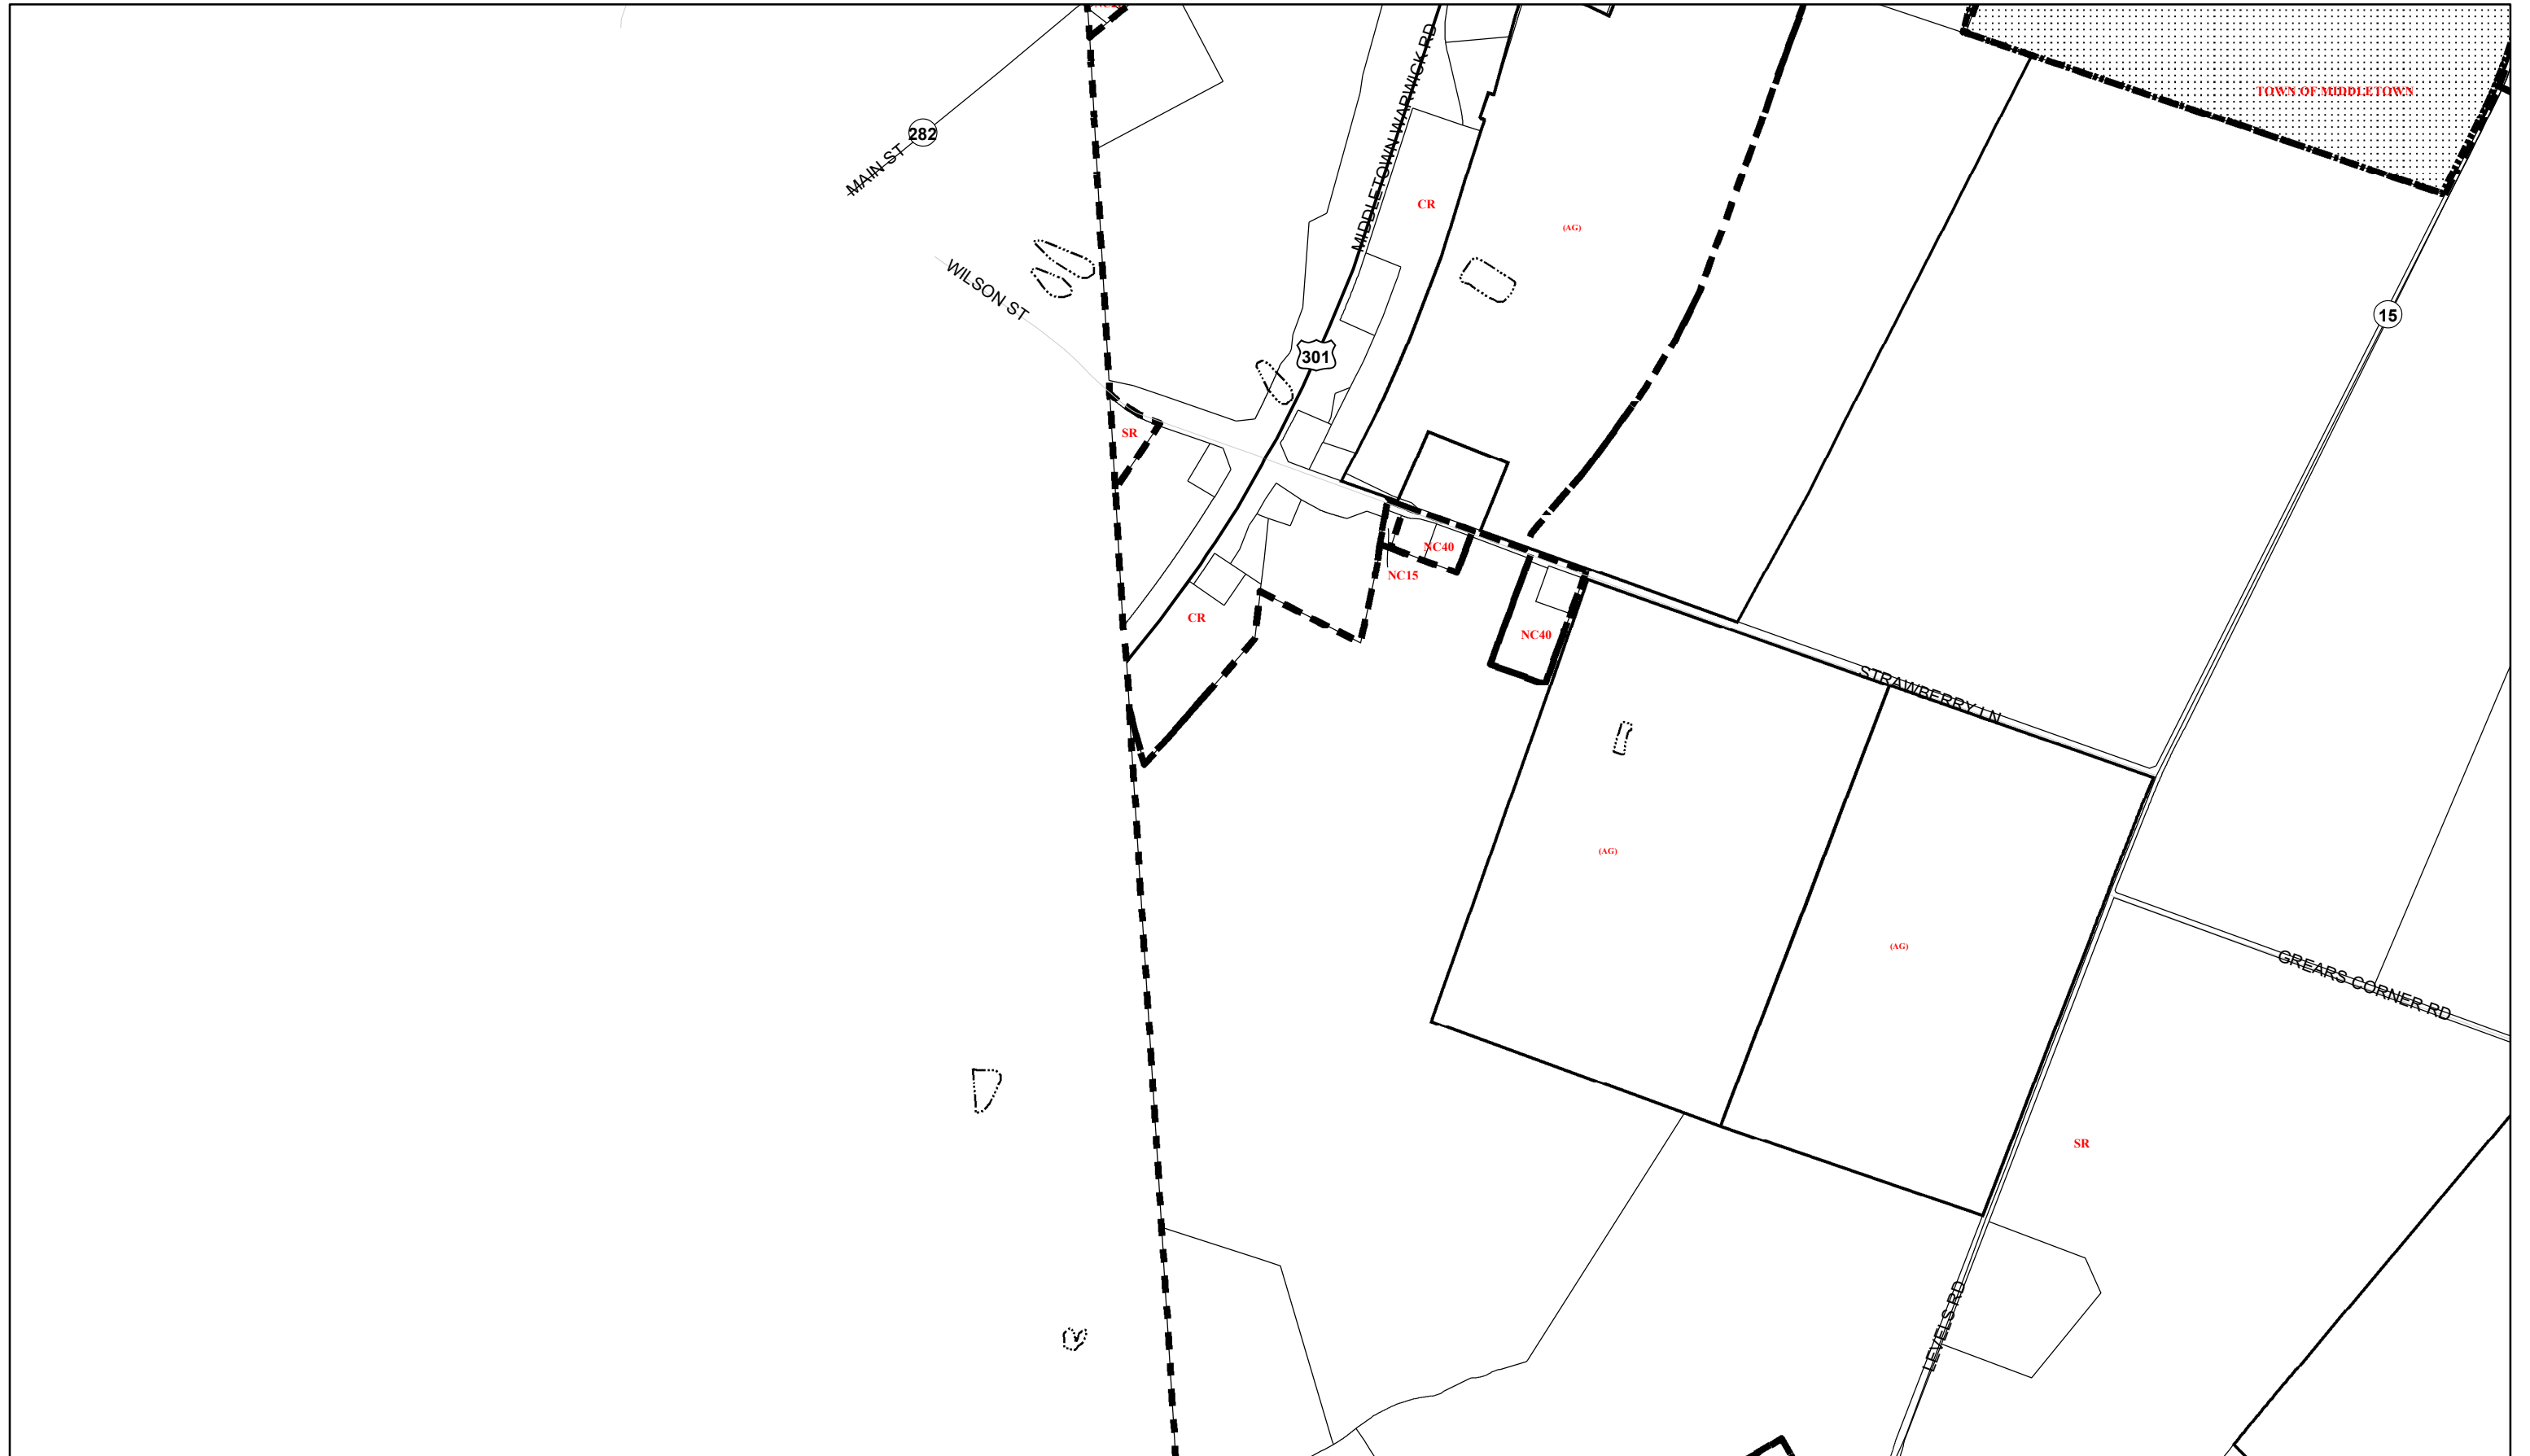 MIDDLETOWN WARWICK RD
TOWN OF MIDDLETOWN
282
MAIN ST
CR
(AG)
WILSON ST
15
301
SR
NC40
NC15
CR
NC40
STRAWBERRY LN
(AG)
(AG)
GREARS CORNER RD
SR
LEVELS RD